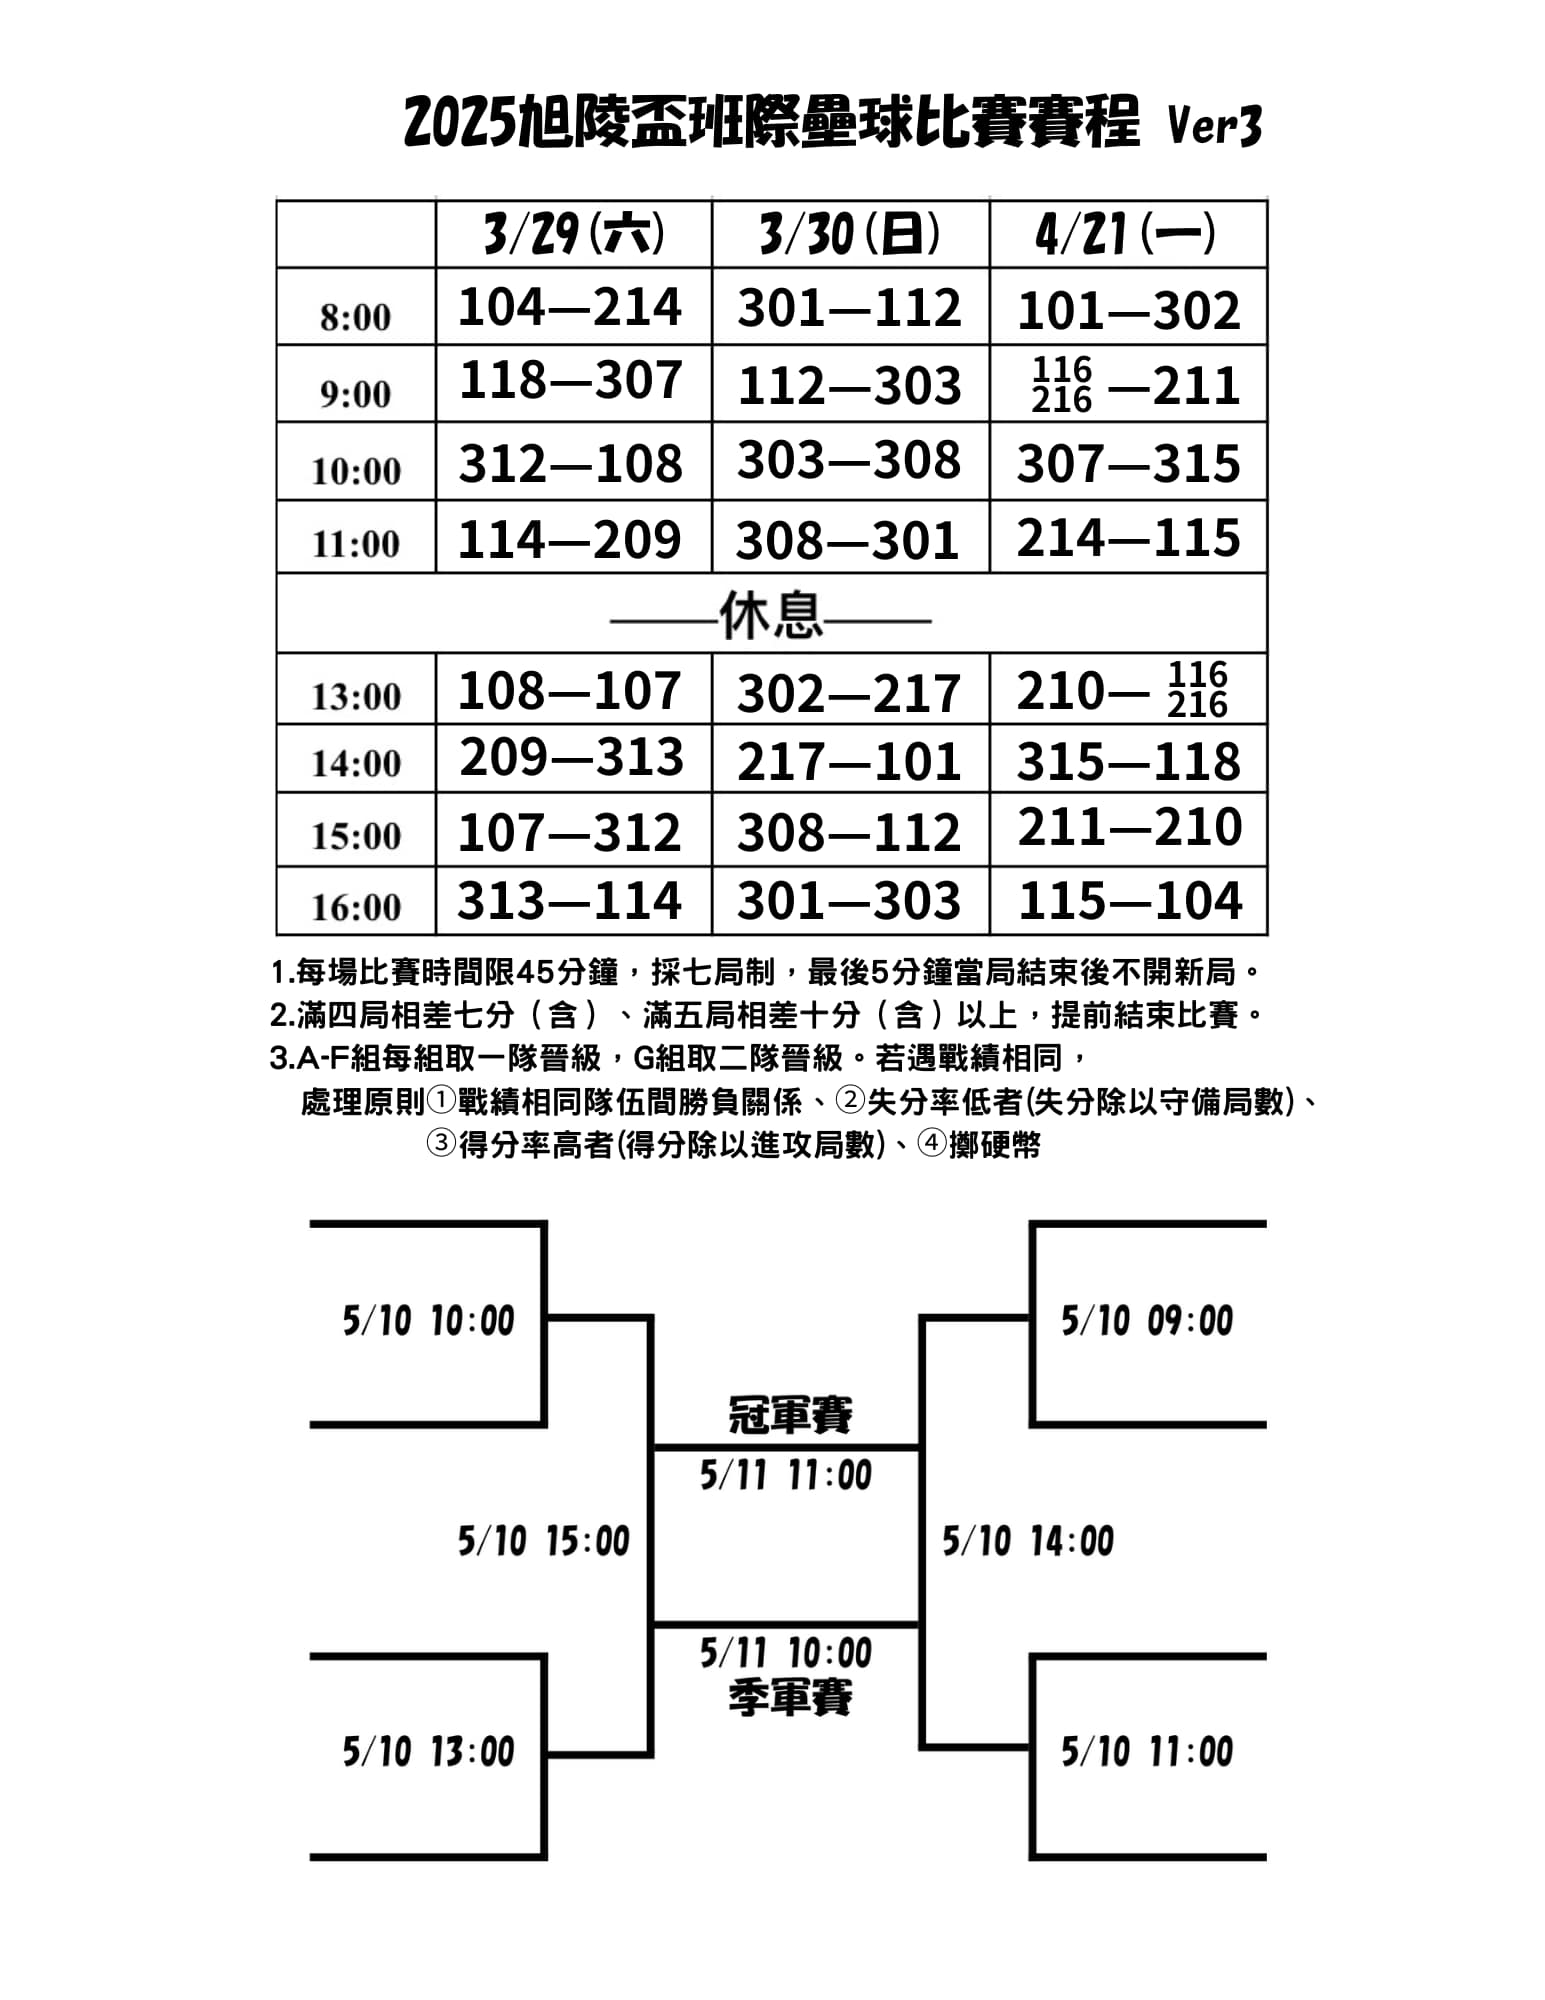 2025旭陵盃班際壘球比賽賽程 Ver3
3/29(六) 3/30(日) 4/21(一)
8:00 104—214 301—112 101—302
9:00 118—307 112—303 116 216 —211
10:00 312—108 303—308 307—315
11:00 114—209 308—301 214—115
——休息——
13:00 108—107 302—217 210— 116 216
14:00 209—313 217—101 315—118
15:00 107—312 308—112 211—210
16:00 313—114 301—303 115—104
1.每場比賽時間限45分鐘，採七局制，最後5分鐘當局結束後不開新局。
2.滿四局相差七分（含）、滿五局相差十分（含）以上，提前結束比賽。
3.A-F組每組取一隊晉級，G組取二隊晉級。若遇戰績相同，
處理原則①戰績相同隊伍間勝負關係、②失分率低者(失分除以守備局數)、
③得分率高者(得分除以進攻局數)、④擲硬幣
5/10 10:00 5/10 09:00
冠軍賽
5/11 11:00
5/10 15:00 5/10 14:00
5/11 10:00
季軍賽
5/10 13:00 5/10 11:00